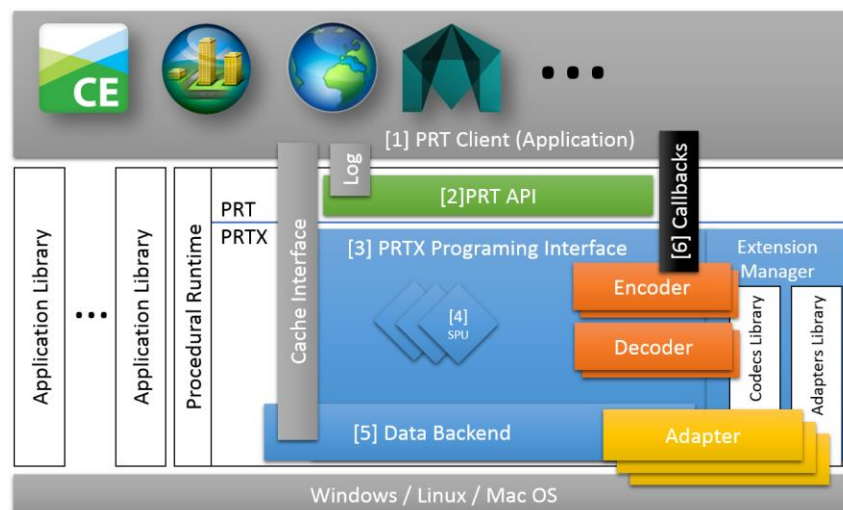 CE
...
[1] PRT Client (Application)
Application Library
...
Application Library
Procedural Runtime
PRT
PRTX
Cache Interface
Log
[2]PRT API
[6] Callbacks
[3] PRTX Programing Interface
Extension
Manager
[4]
SPU
Encoder
Decoder
Codecs Library
Adapters Library
[5] Data Backend
Adapter
Windows / Linux / Mac OS